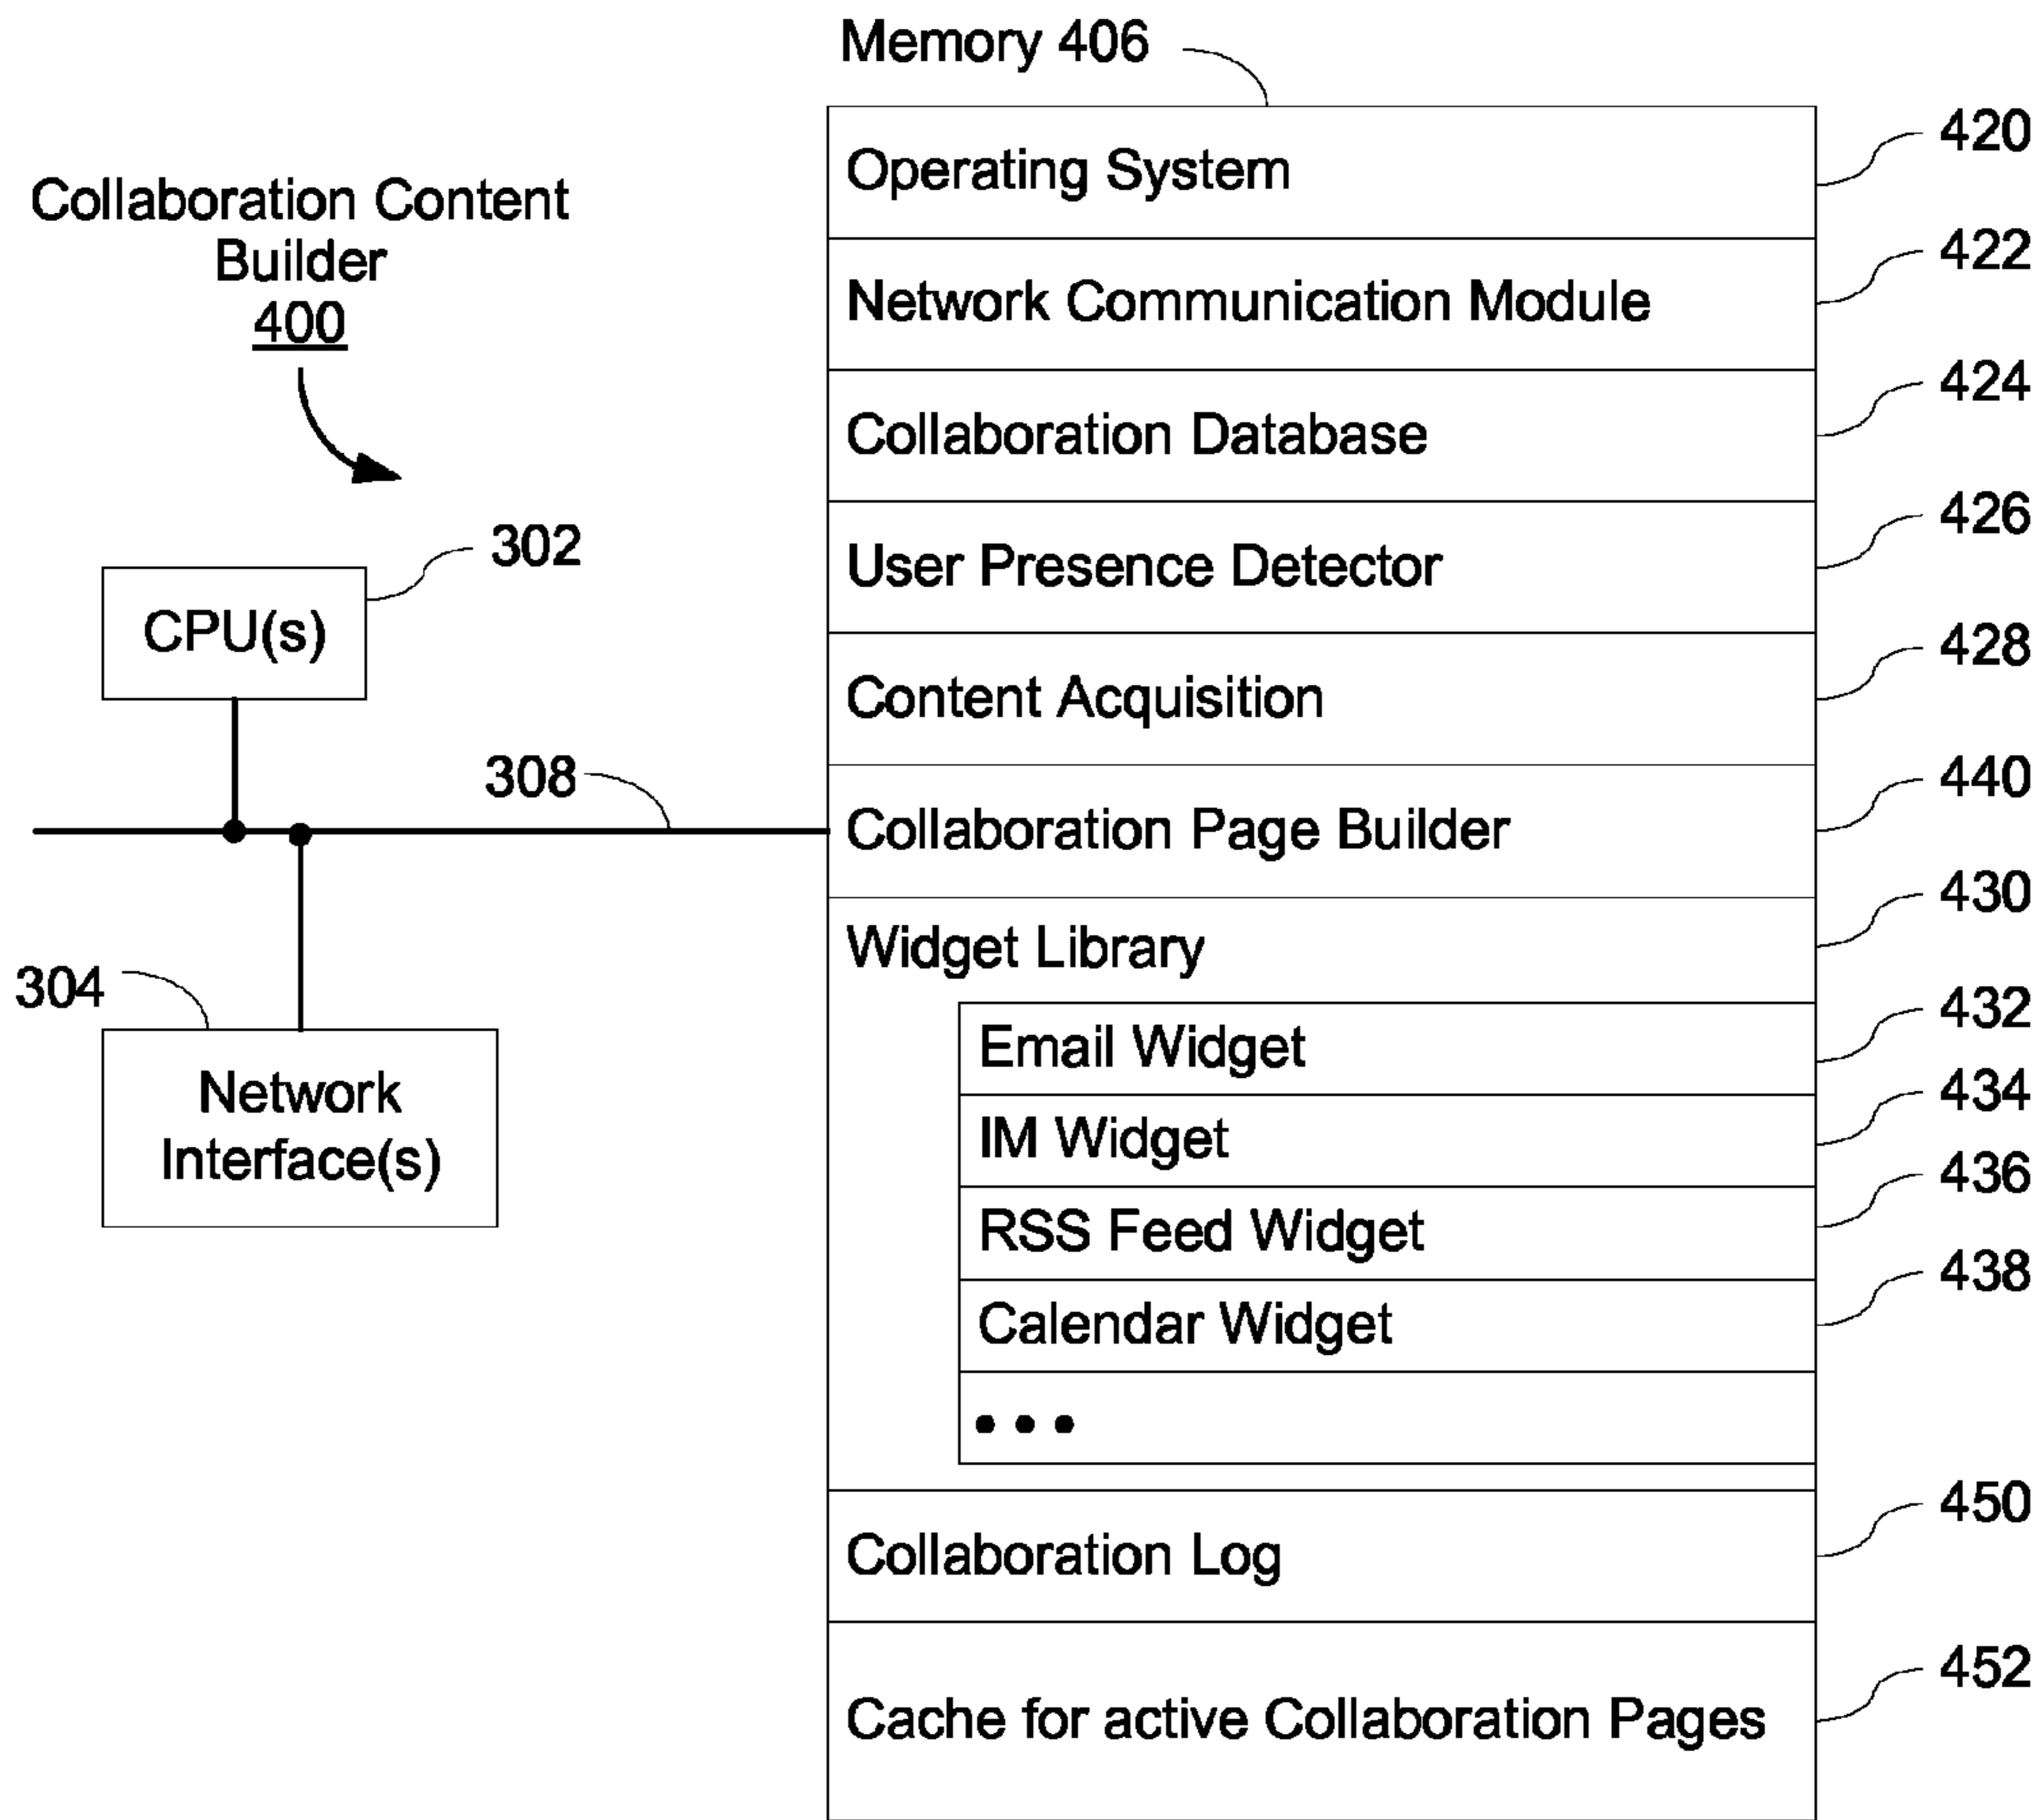 Memory 406
Collaboration Content
Builder
400
CPU(s)
302
308
304
Network
Interface(s)
Operating System
420
Network Communication Module
422
Collaboration Database
424
User Presence Detector
426
Content Acquisition
428
Collaboration Page Builder
440
Widget Library
430
Email Widget
432
IM Widget
434
RSS Feed Widget
436
Calendar Widget
438
• • •
Collaboration Log
450
Cache for active Collaboration Pages
452